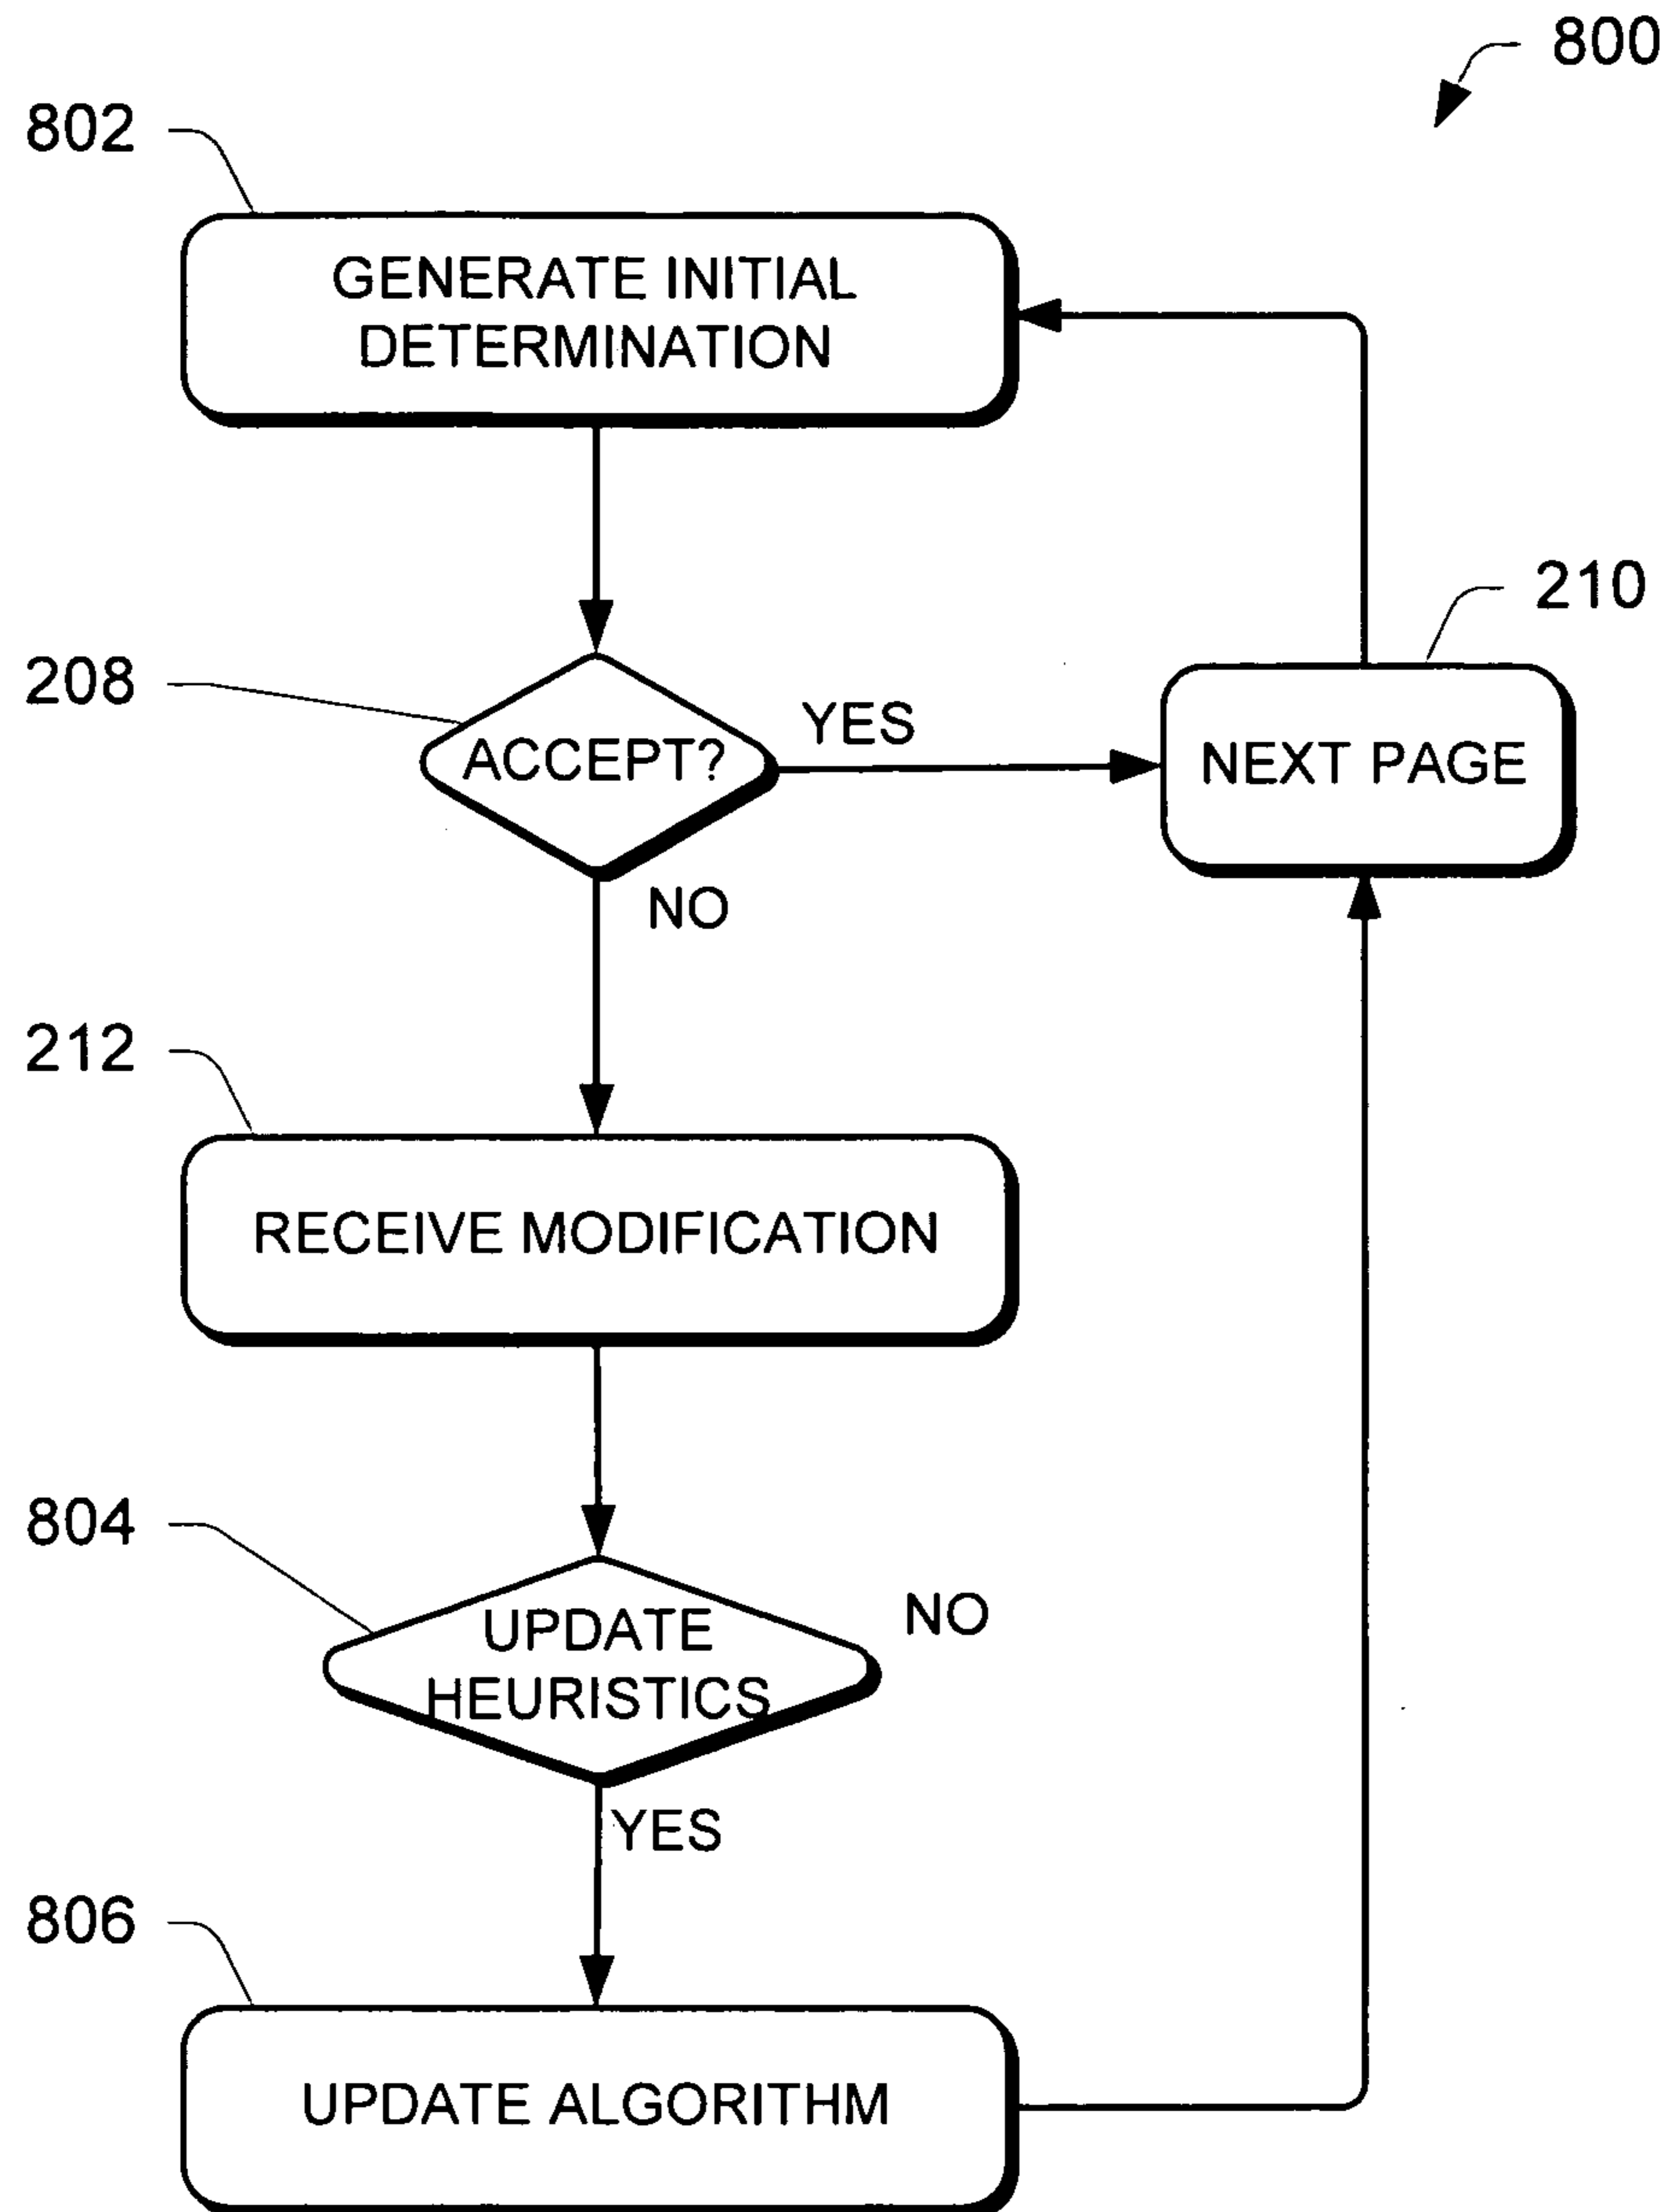 800
802
GENERATE INITIAL
DETERMINATION
210
208
ACCEPT?
YES
NEXT PAGE
NO
212
RECEIVE MODIFICATION
804
UPDATE
HEURISTICS
NO
YES
806
UPDATE ALGORITHM